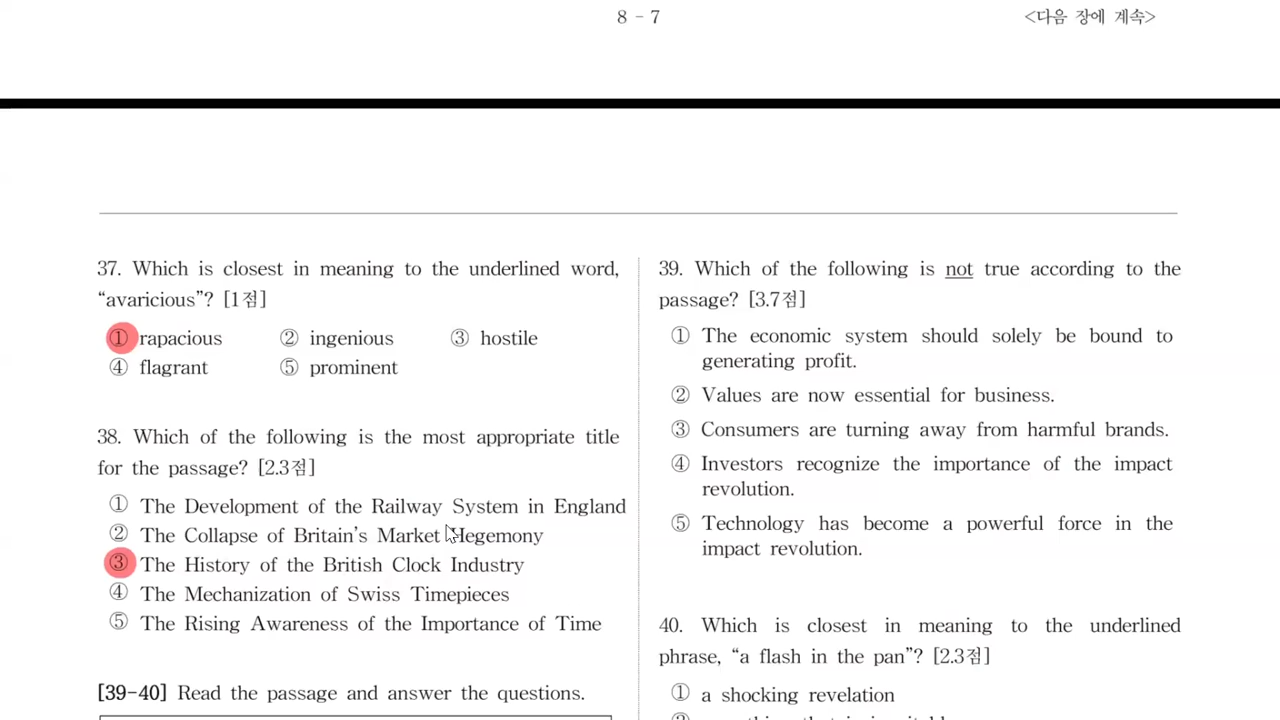 8 - 7
<다음 장에 계속>
37. Which is closest in meaning to the underlined word,
“avaricious”? [1점]
① rapacious ② ingenious ③ hostile
④ flagrant ⑤ prominent
38. Which of the following is the most appropriate title
for the passage? [2.3점]
① The Development of the Railway System in England
② The Collapse of Britain’s Market Hegemony
③ The History of the British Clock Industry
④ The Mechanization of Swiss Timepieces
⑤ The Rising Awareness of the Importance of Time
[39-40] Read the passage and answer the questions.
39. Which of the following is not true according to the
passage? [3.7점]
① The economic system should solely be bound to
generating profit.
② Values are now essential for business.
③ Consumers are turning away from harmful brands.
④ Investors recognize the importance of the impact
revolution.
⑤ Technology has become a powerful force in the
impact revolution.
40. Which is closest in meaning to the underlined
phrase, “a flash in the pan”? [2.3점]
① a shocking revelation